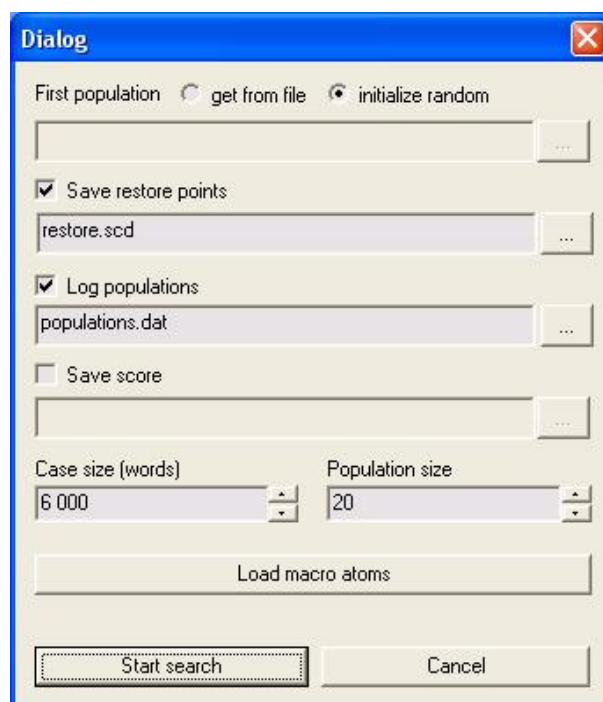 Dialog
First population get from file initialize random
...
Save restore points
restore.scd ...
Log populations
populations.dat ...
Save score
...
Case size (words) Population size
6 000 20
Load macro atoms
Start search Cancel